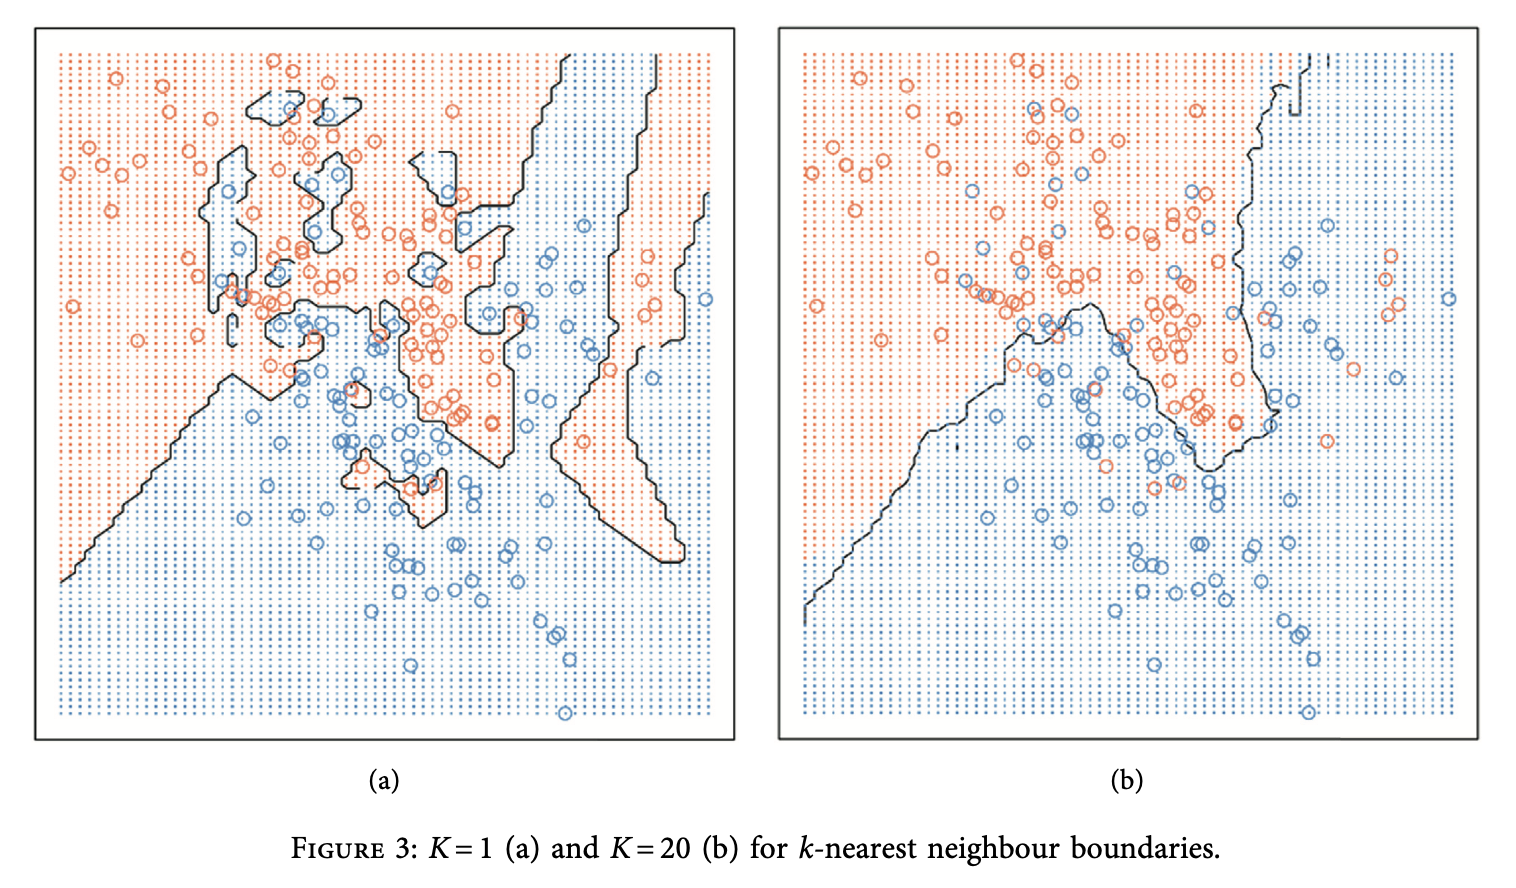 (a)
(b)
FIGURE 3: K = 1 (a) and K = 20 (b) for k-nearest neighbour boundaries.